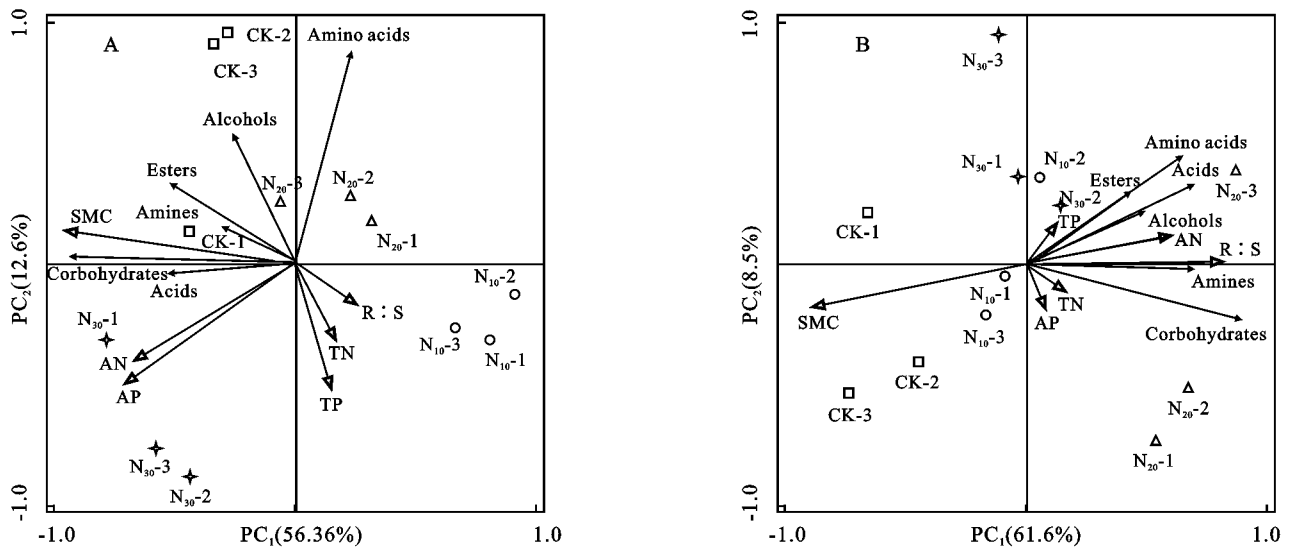 1.0
A
CK-2
CK-3
Amino acids
Alcohols
Esters
N₂₀-3
N₂₀-2
Amines
SMC
CK-1
N₂₀-1
Corbohydrates
Acids
N₁₀-2
R：S
N₃₀-1
N₁₀-3
TN
N₁₀-1
AN
AP
TP
N₃₀-3
N₃₀-2
PC₂(12.6%)
-1.0
-1.0
PC₁(56.36%)
1.0
1.0
B
N₃₀-3
Amino acids
N₃₀-1
N₁₀-2
Esters
Acids
N₃₀-2
N₂₀-3
TP
Alcohols
CK-1
AN
R：S
Amines
N₁₀-1
TN
SMC
N₁₀-3
AP
Corbohydrates
CK-2
CK-3
N₂₀-2
N₂₀-1
PC₂(8.5%)
-1.0
-1.0
PC₁(61.6%)
1.0